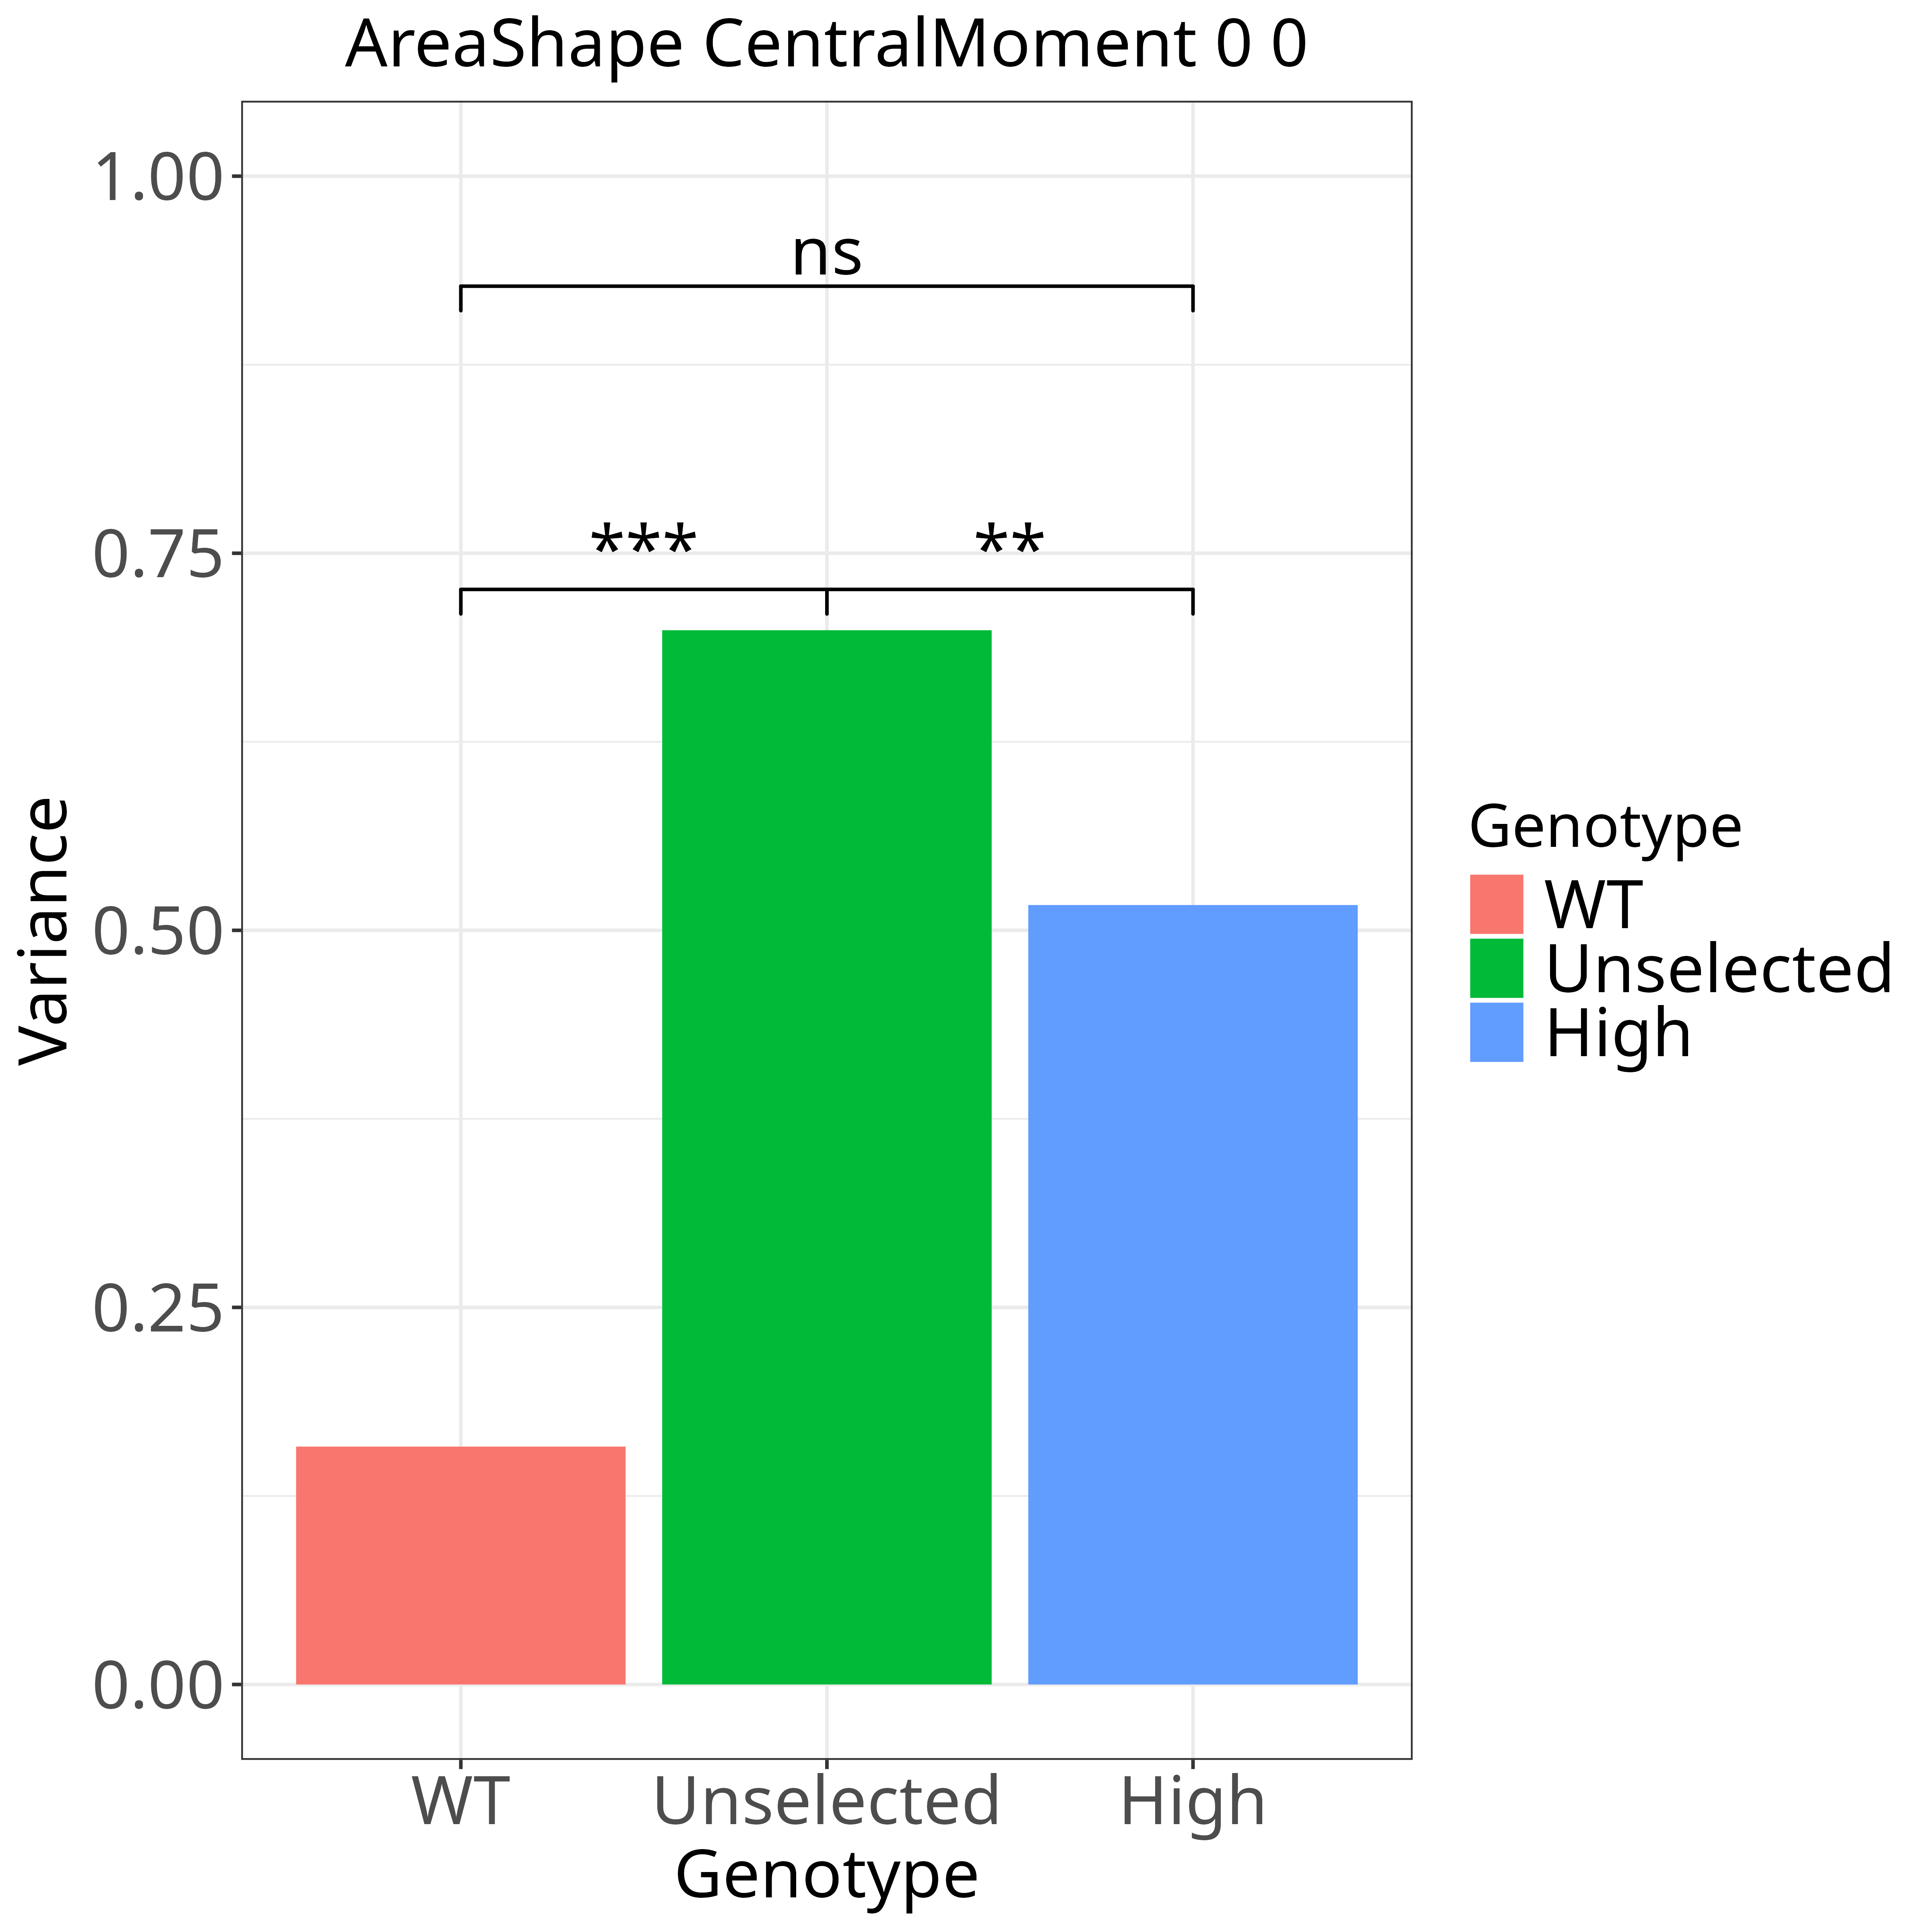 AreaShape CentralMoment 0 0
1.00
ns
0.75
*** **
Variance
0.50
0.25
0.00
WT Unselected High
Genotype
Genotype
WT
Unselected
High